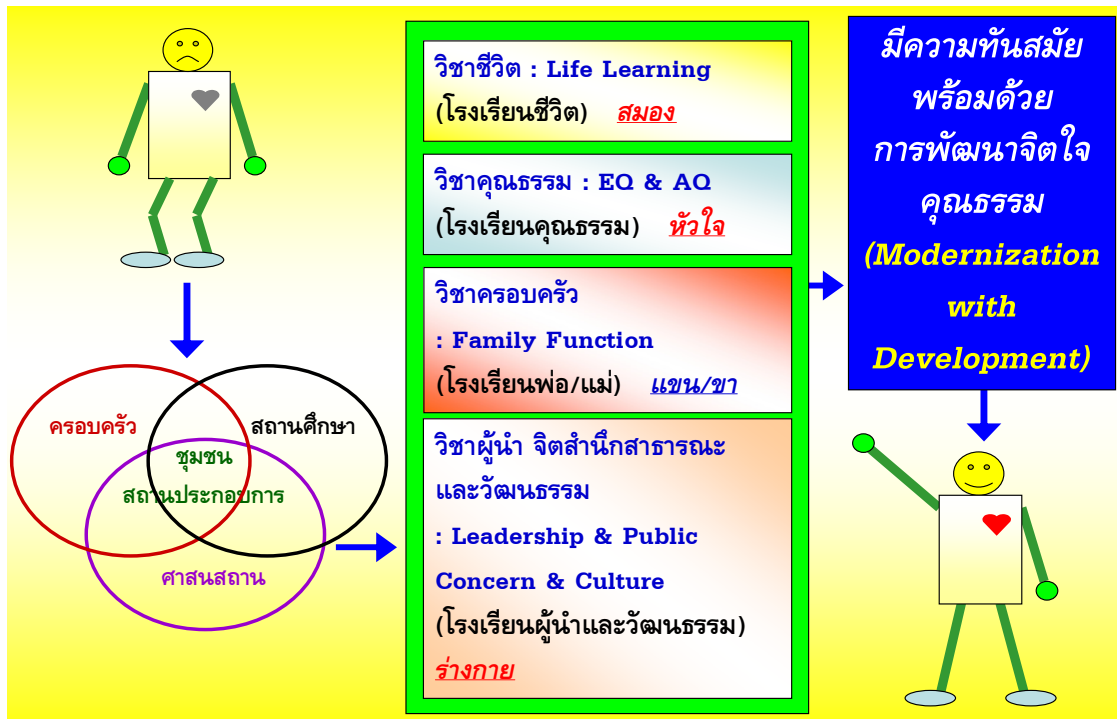 ครอบครัว
สถานศึกษา
ชุมชน
สถานประกอบการ
ศาสนสถาน
วิชาชีวิต : Life Learning
(โรงเรียนชีวิต) สมอง
วิชาคุณธรรม : EQ & AQ
(โรงเรียนคุณธรรม) หัวใจ
วิชาครอบครัว
: Family Function
(โรงเรียนพ่อ/แม่) แขน/ขา
วิชาผู้นำ จิตสำนึกสาธารณะ
และวัฒนธรรม
: Leadership & Public
Concern & Culture
(โรงเรียนผู้นำและวัฒนธรรม)
ร่างกาย
มีความทันสมัย
พร้อมด้วย
การพัฒนาจิตใจ
คุณธรรม
(Modernization
with
Development)